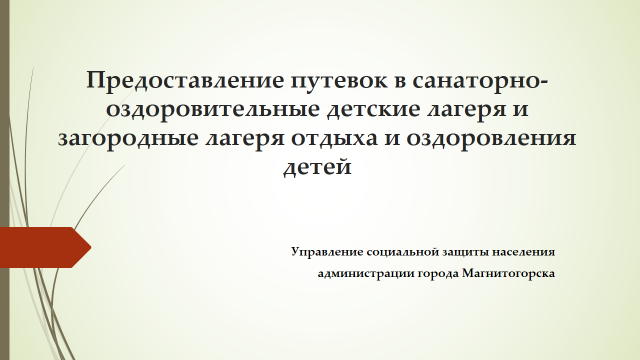 Предоставление путевок в санаторно-
оздоровительные детские лагеря и
загородные лагеря отдыха и оздоровления
детей
Управление социальной защиты населения
администрации города Магнитогорска